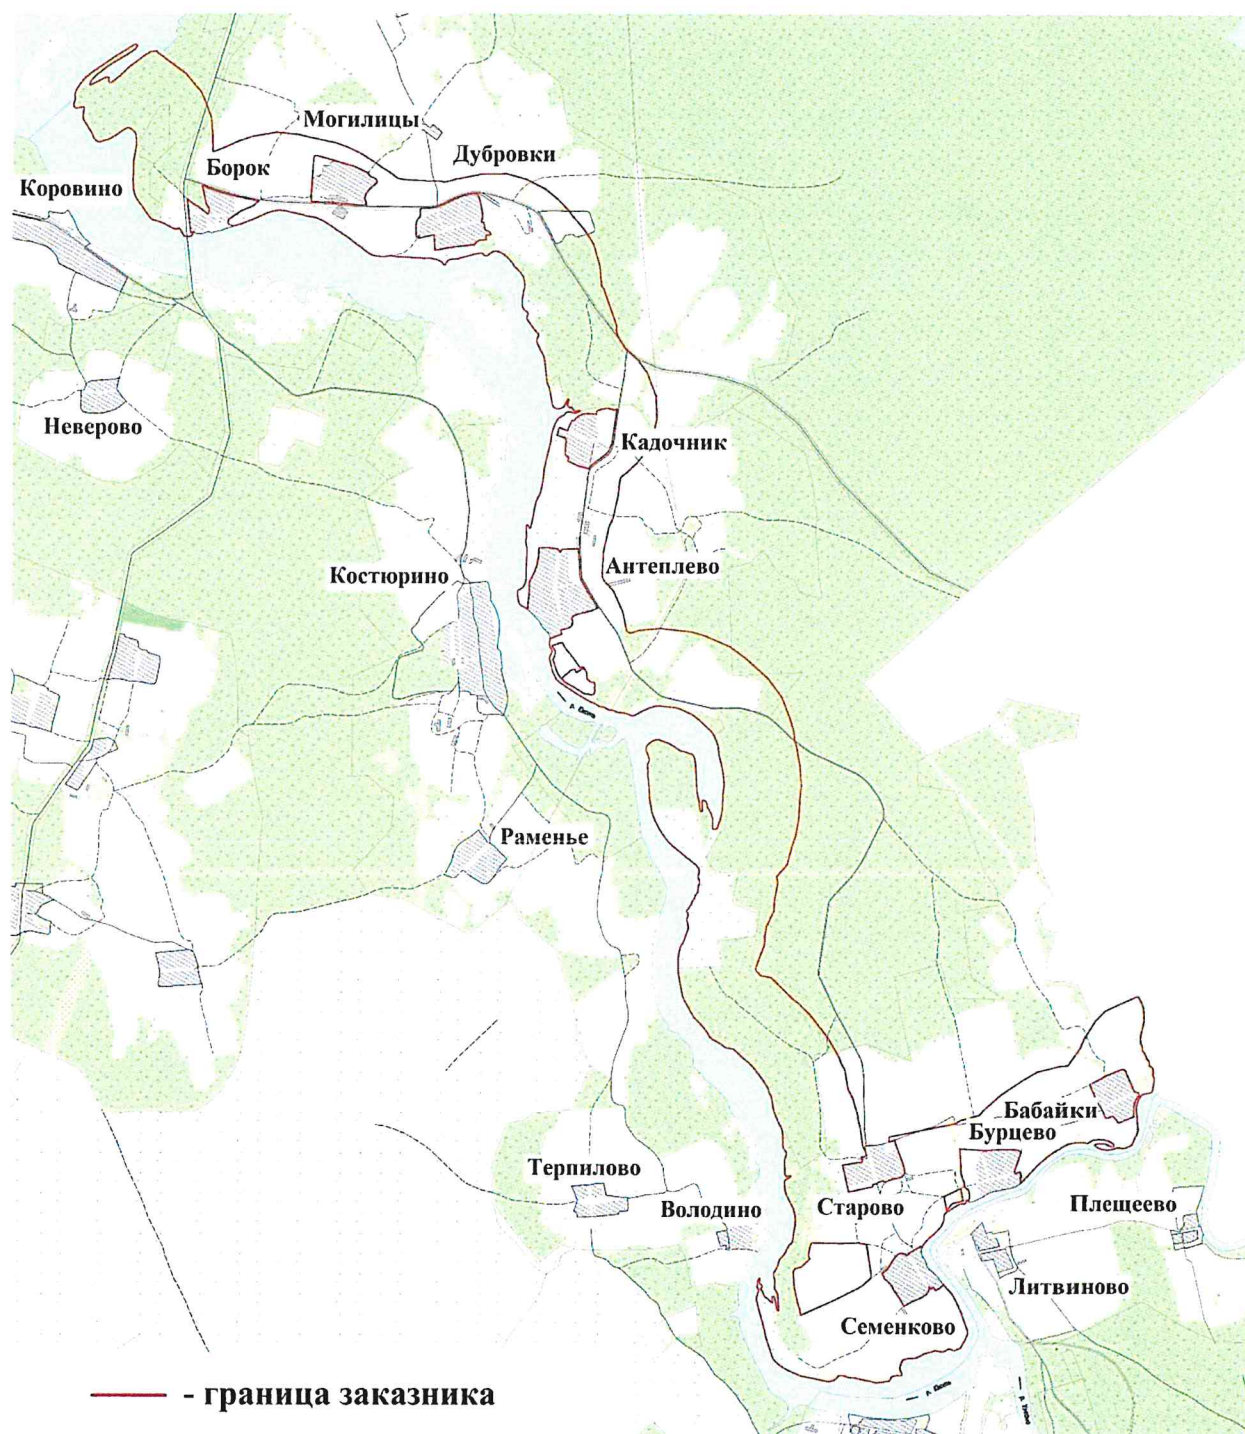 Могилицы
Дубровки
Борок
Коровино
Неверово
Кадочник
Костюрино
Антеплево
Раменье
Бабайки
Бурцево
Терпилово
Володино
Старово
Плещеево
Литвиново
Семенково
- граница заказника